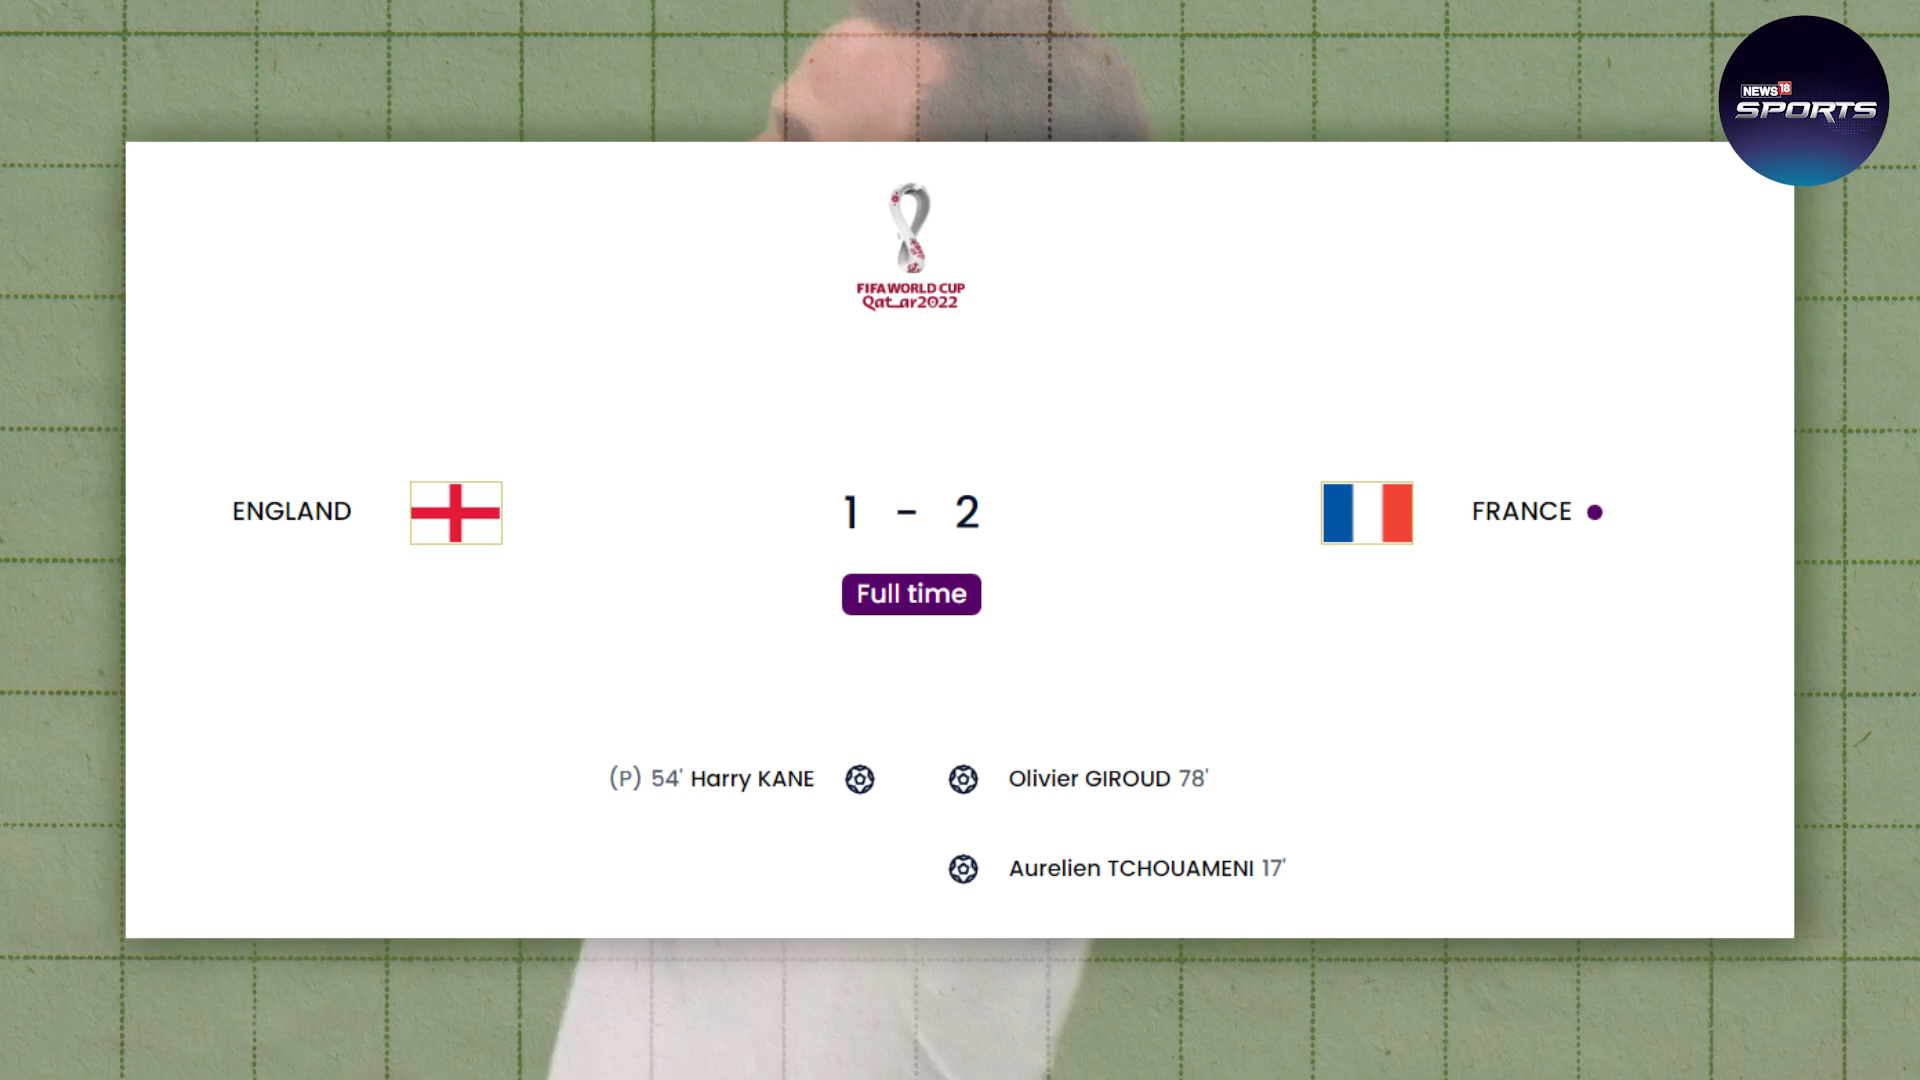 NEWS18
SPORTS
FIFA WORLD CUP
Qatar2022
ENGLAND
1 - 2
FRANCE
Full time
(P) 54' Harry KANE
Olivier GIROUD 78'
Aurelien TCHOUAMENI 17'